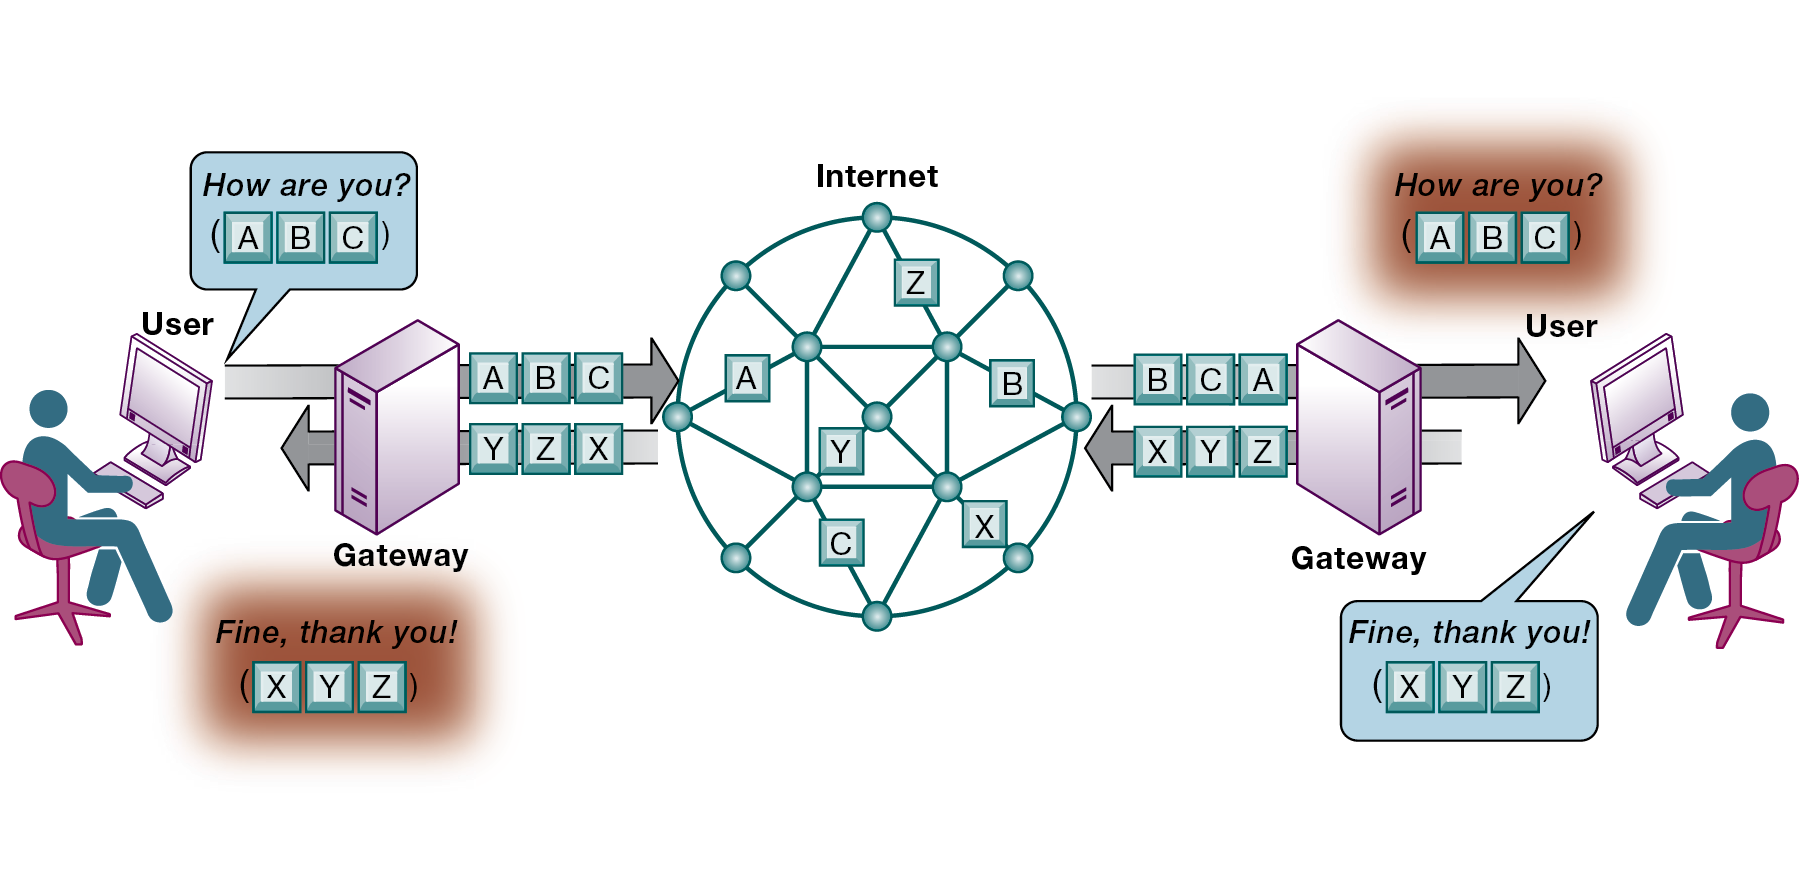 How are you?
(A B C)
User
A B C
Y Z X
Gateway
Fine, thank you!
(X Y Z)
Internet
Z
A
B
Y
X
C
B C A
X Y Z
Gateway
How are you?
(A B C)
User
Fine, thank you!
(X Y Z)